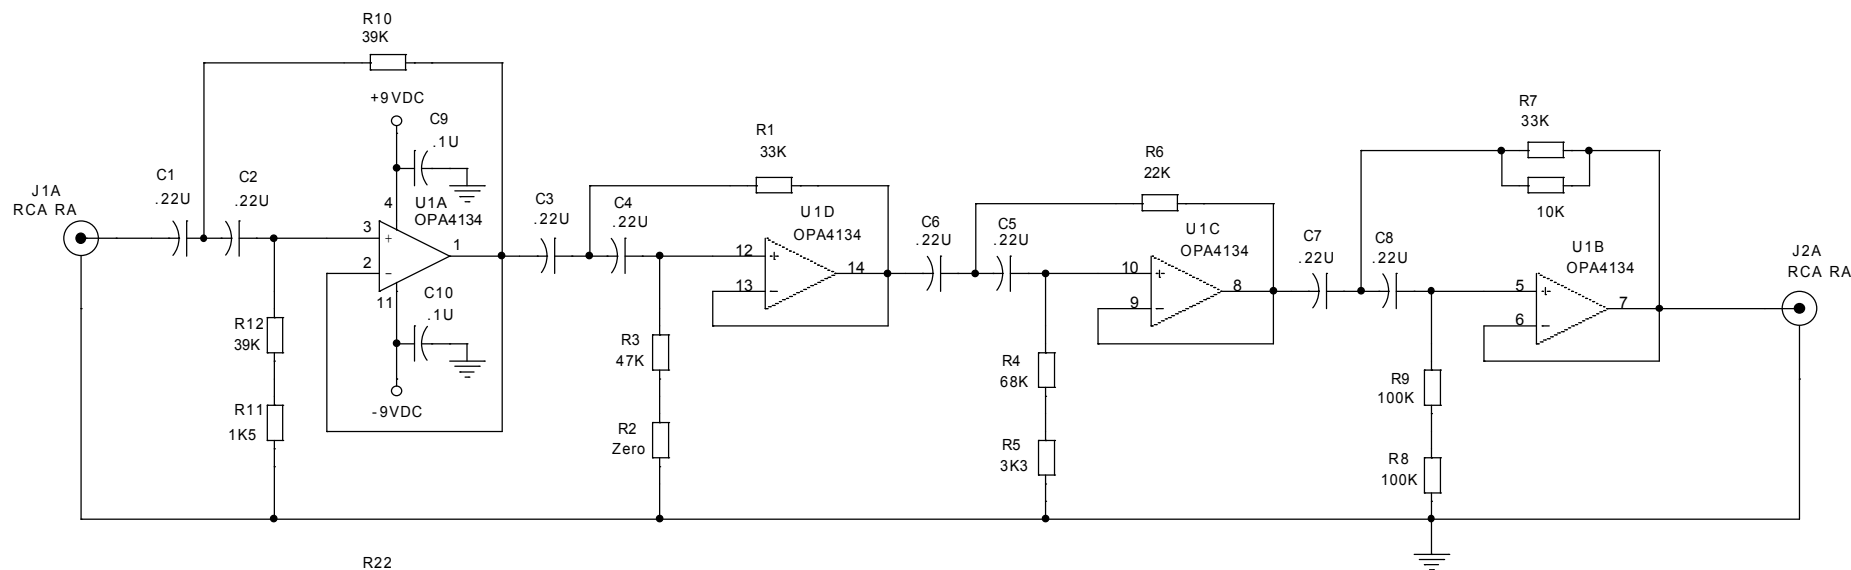 R10
39K
+9VDC
C9
.1U
R7
33K
10K
R1
33K
R6
22K
J1A
RCA RA
C1
.22U
C2
.22U
4
U1A
OPA4134
3
+
2
-
1
11
C10
.1U
-9VDC
R12
39K
R11
1K5
C3
.22U
C4
.22U
U1D
OPA4134
12
+
13
-
14
R3
47K
R2
Zero
C6
.22U
C5
.22U
U1C
OPA4134
10
+
9
-
8
R4
68K
R5
3K3
C7
.22U
C8
.22U
U1B
OPA4134
5
+
6
-
7
R9
100K
R8
100K
J2A
RCA RA
R22